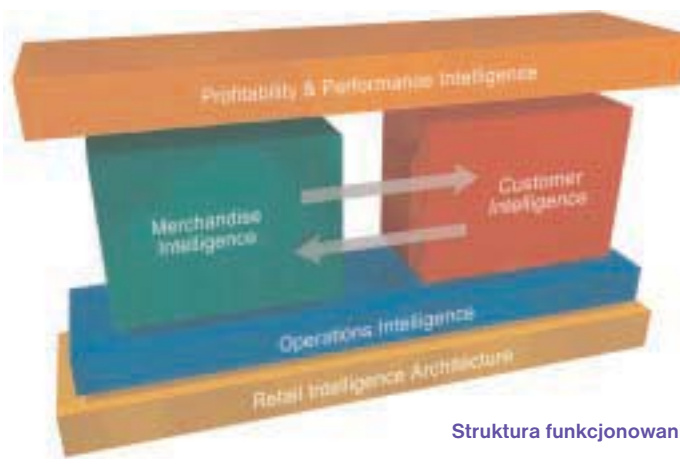 Profitability & Performance Intelligence
Merchandise
Intelligence
Customer
Intelligence
Operations Intelligence
Retail Intelligence Architecture
Struktura funkcjonowan